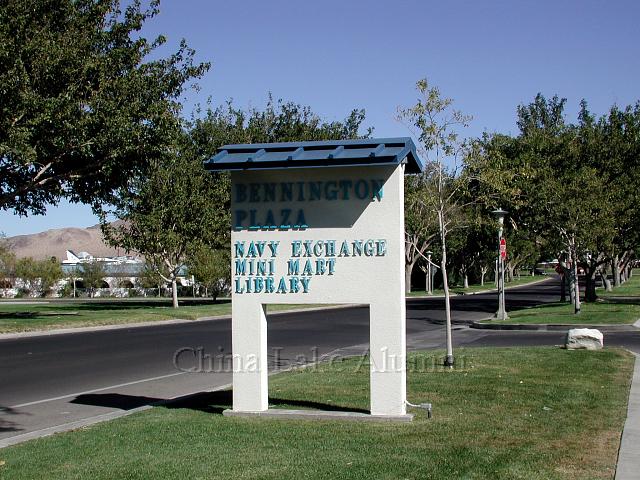 BENNINGTON
PLAZA
NAVY EXCHANGE
MINI MART
LIBRARY
China Lake Alumni